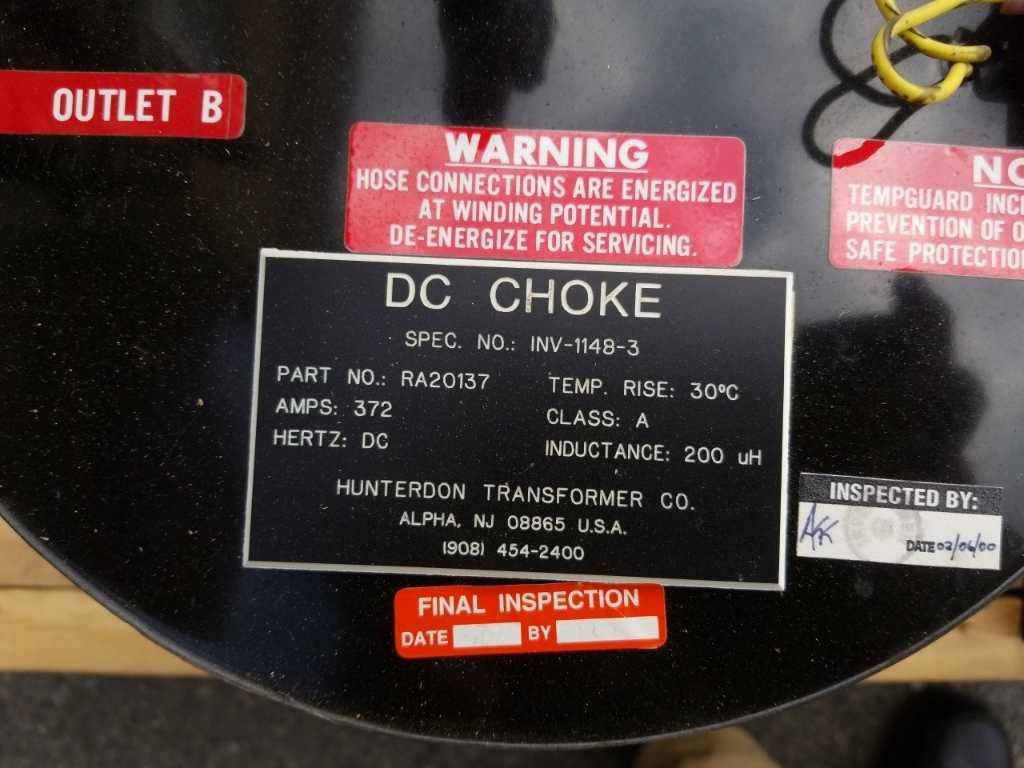 OUTLET B
WARNING
HOSE CONNECTIONS ARE ENERGIZED
AT WINDING POTENTIAL.
DE-ENERGIZE FOR SERVICING.
TEMPGUARD
PREVENTION OF
SAFE
DC CHOKE
SPEC. NO.: INV-1148-3
PART NO.: RA20137 TEMP. RISE: 30°C
AMPS: 372 CLASS: A
HERTZ: DC INDUCTANCE: 200 uH
HUNTERDON TRANSFORMER CO.
ALPHA, NJ 08865 U.S.A.
(908) 454-2400
INSPECTED BY:
DATE 02/06/00
FINAL INSPECTION
DATE BY